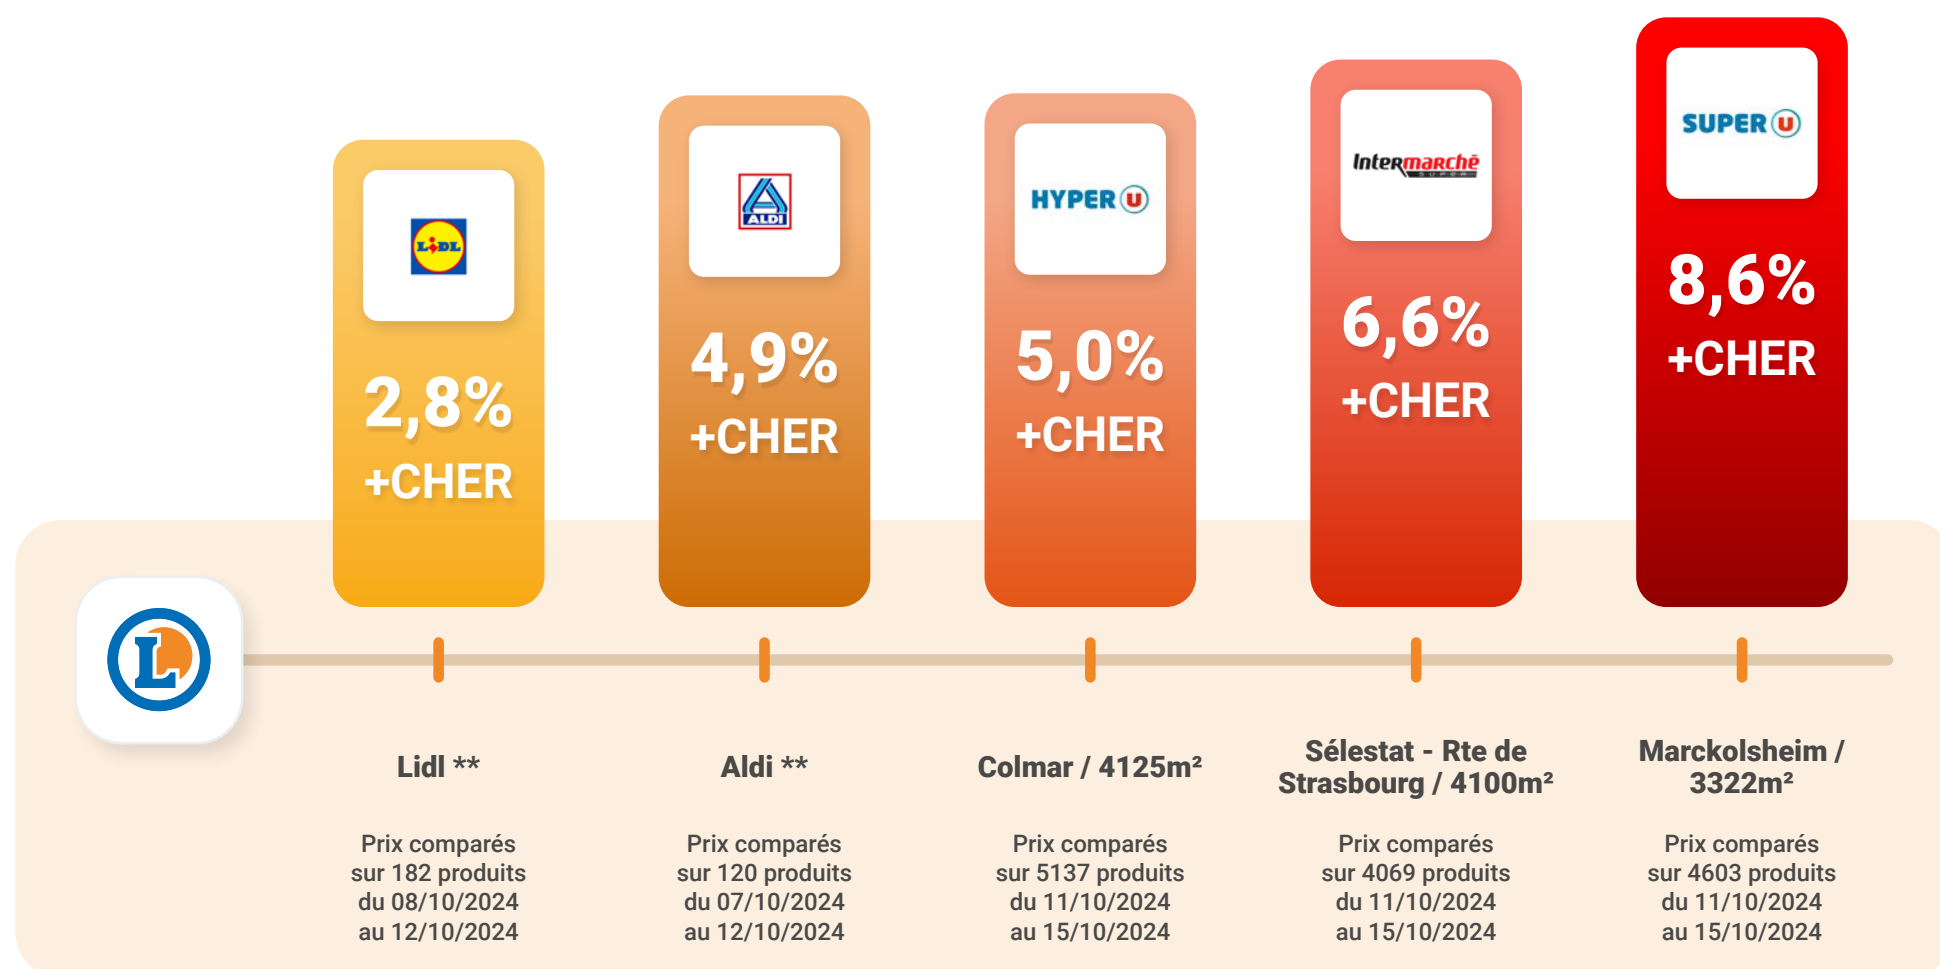 LIDL
2,8%
+CHER
ALDI
4,9%
+CHER
HYPER U
5,0%
+CHER
Intermarchē
SUPER
6,6%
+CHER
SUPER U
8,6%
+CHER
L
Lidl **
Prix comparés
sur 182 produits
du 08/10/2024
au 12/10/2024
Aldi **
Prix comparés
sur 120 produits
du 07/10/2024
au 12/10/2024
Colmar / 4125m²
Prix comparés
sur 5137 produits
du 11/10/2024
au 15/10/2024
Sélestat - Rte de
Strasbourg / 4100m²
Prix comparés
sur 4069 produits
du 11/10/2024
au 15/10/2024
Marckolsheim /
3322m²
Prix comparés
sur 4603 produits
du 11/10/2024
au 15/10/2024